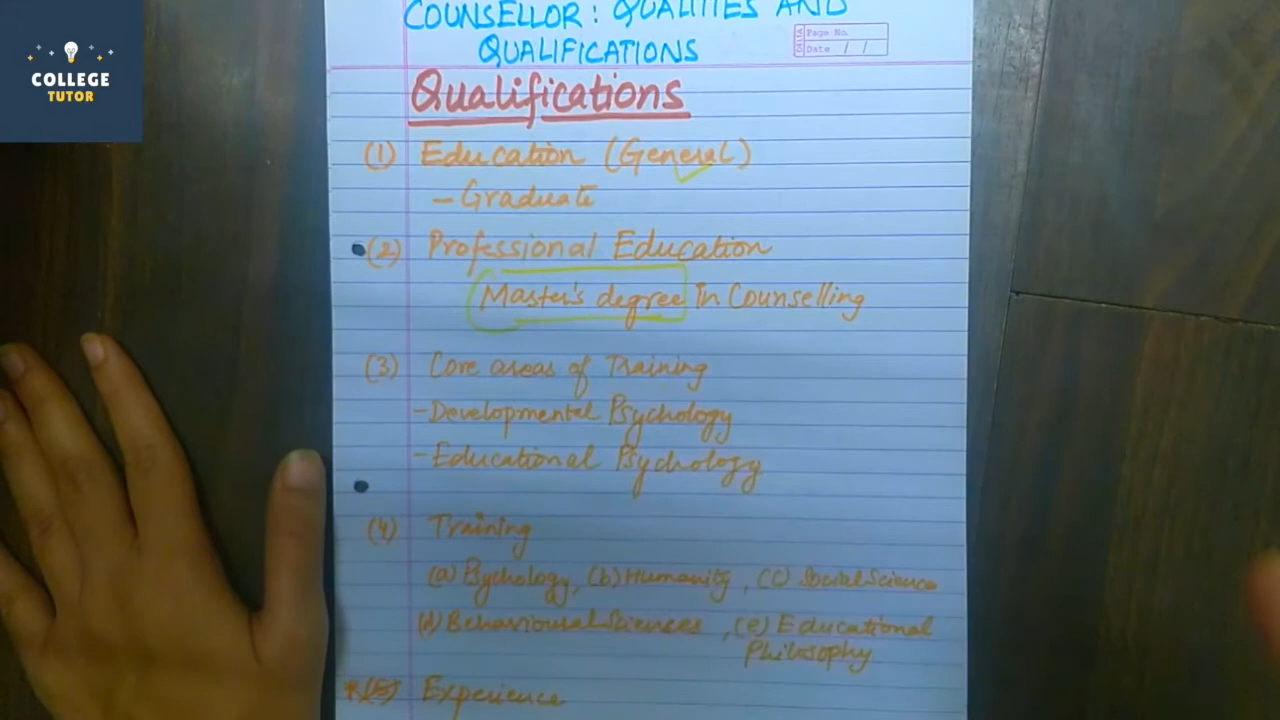 COUNSELLOR: QUALITIES AND
QUALIFICATIONS
Page No.
Date / /
COLLEGE
TUTOR
Qualifications
(1) Education (General)
- Graduate
(2) Professional Education
Master's degree In Counselling
(3) Core areas of Training
- Developmental Psychology
- Educational Psychology
(4) Training
(a) Psychology, (b) Humanity, (c) Social Science
(d) Behavioural Sciences, (e) Educational
Philosophy
*(5) Experience